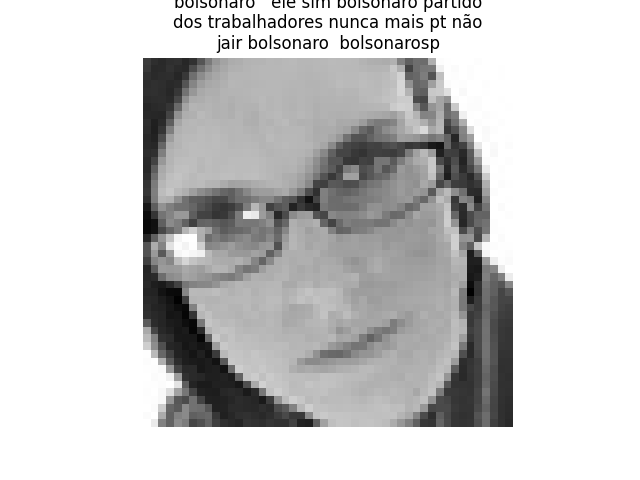 bolsonaro   ele sim bolsonaro partido
dos trabalhadores nunca mais pt não
jair bolsonaro  bolsonarosp